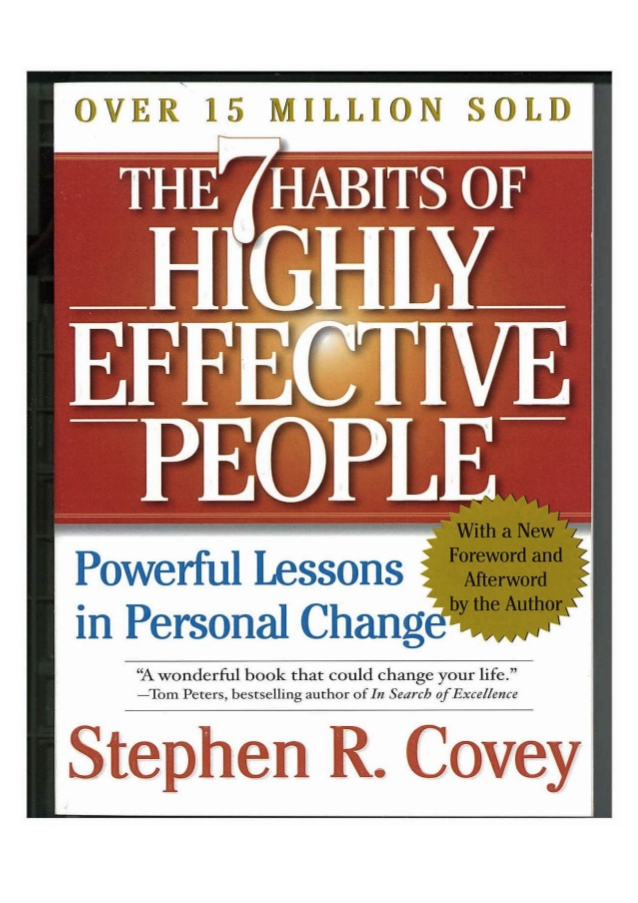 OVER 15 MILLION SOLD
THE 7 HABITS OF
HIGHLY
EFFECTIVE
PEOPLE
Powerful Lessons
in Personal Change
With a New
Foreword and
Afterword
by the Author
“A wonderful book that could change your life.”
—Tom Peters, bestselling author of In Search of Excellence
Stephen R. Covey